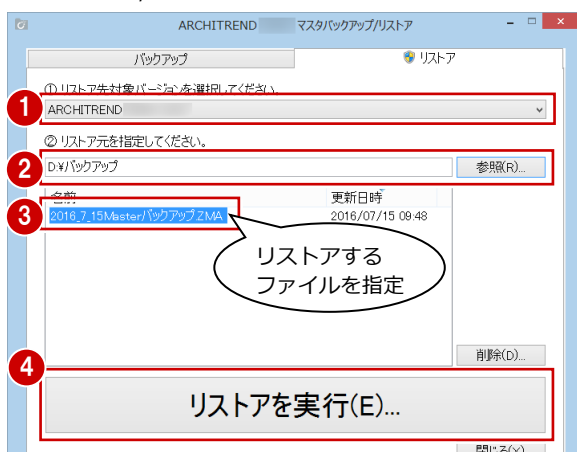 ARCHITREND マスタバックアップ/リストア
バックアップ
リストア
① リストア先対象バージョンを選択してください。
1
ARCHITREND
② リストア元を指定してください。
2
D:¥バックアップ
参照(R)...
名前
更新日時
3
2016_7_15Masterバックアップ.ZMA
2016/07/15 09:48
リストアする
ファイルを指定
削除(D)...
4
リストアを実行(E)...
閉じる(X)